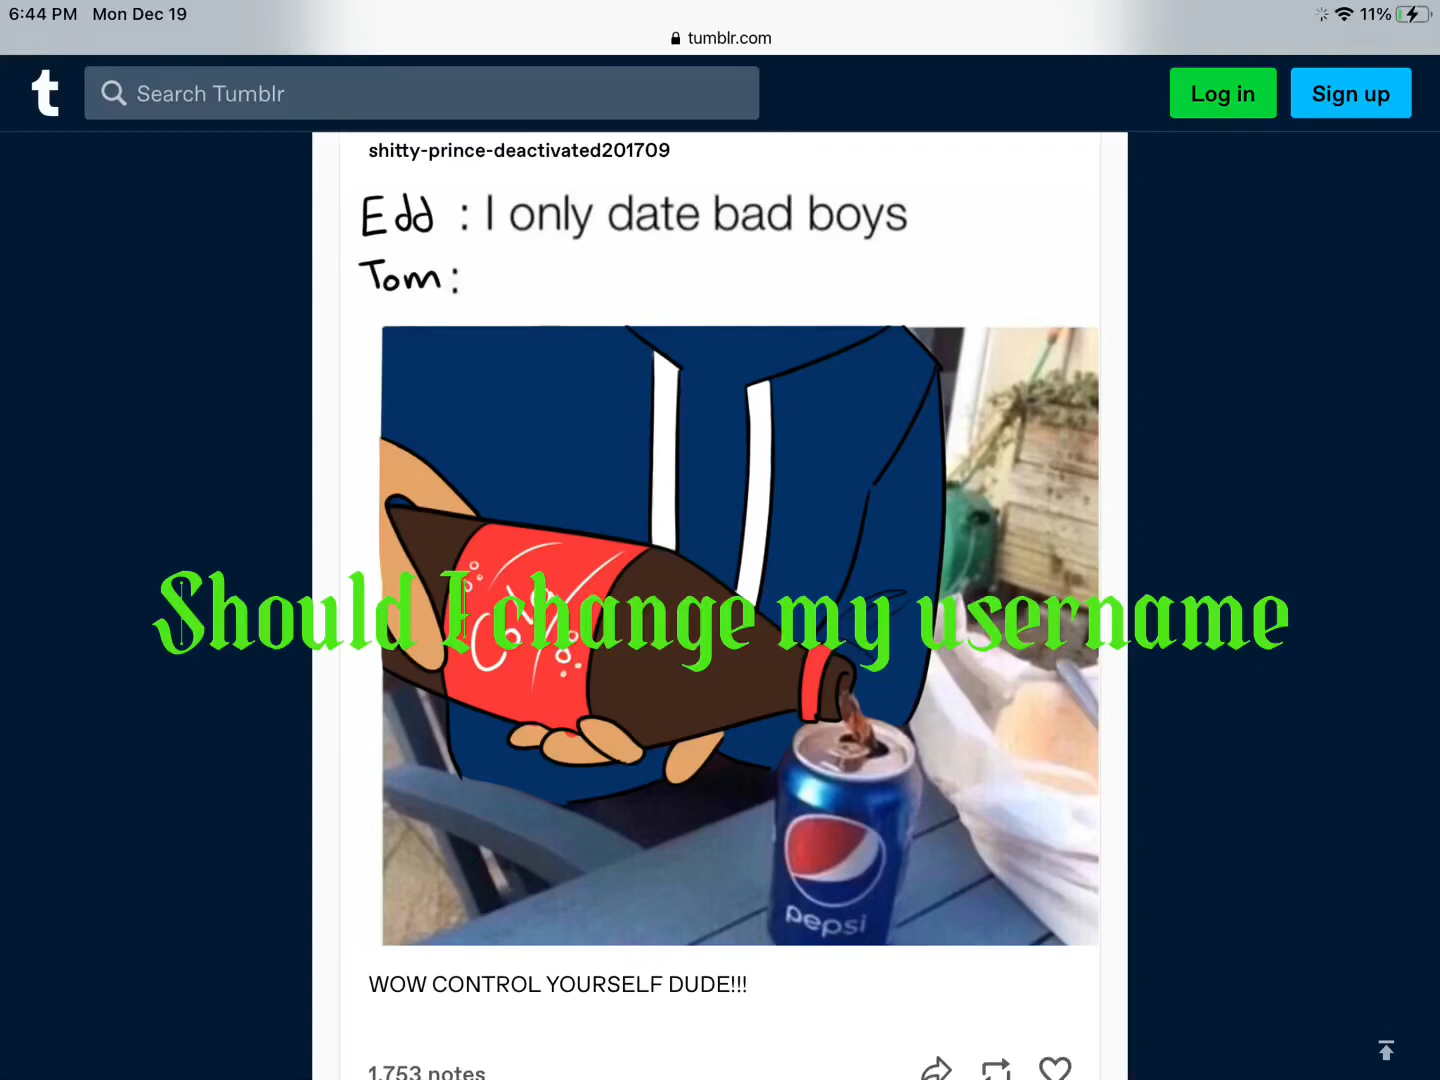 6:44 PM Mon Dec 19
11%
tumblr.com
t Search Tumblr
Log in Sign up
shitty-prince-deactivated201709
Edd : I only date bad boys
Tom:
Cola
Should I change my username
pepsi
WOW CONTROL YOURSELF DUDE!!!
1,753 notes